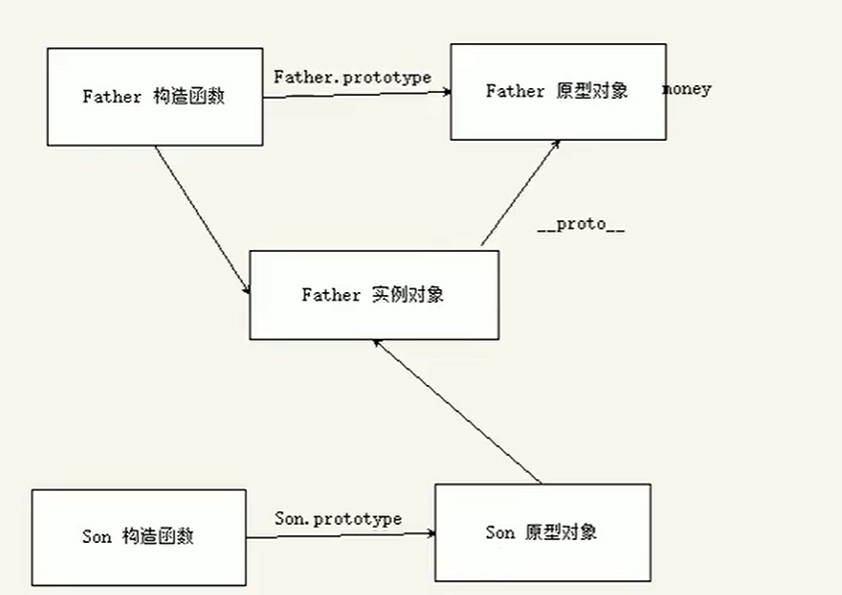 Father.prototype
Father 构造函数
Father 原型对象
money
__proto__
Father 实例对象
Son.prototype
Son 构造函数
Son 原型对象